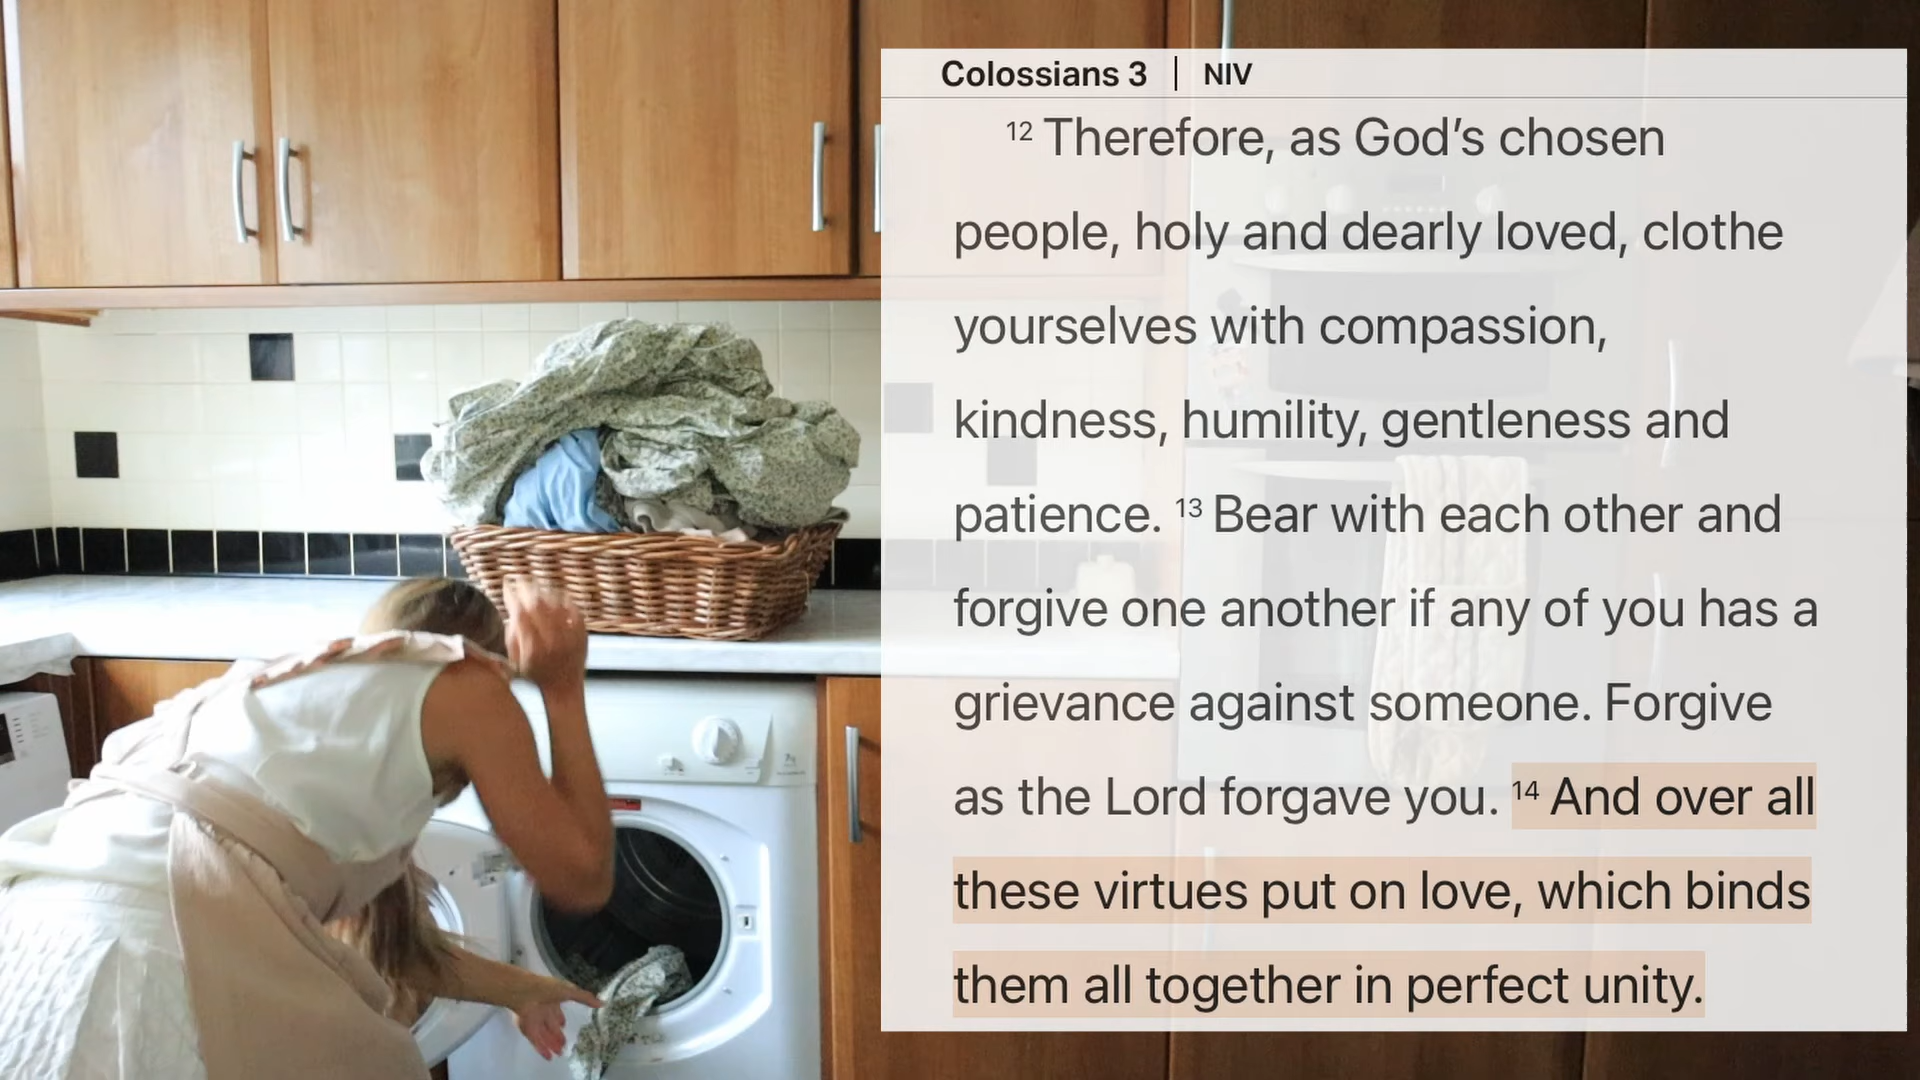 Colossians 3 | NIV
12 Therefore, as God’s chosen
people, holy and dearly loved, clothe
yourselves with compassion,
kindness, humility, gentleness and
patience. 13 Bear with each other and
forgive one another if any of you has a
grievance against someone. Forgive
as the Lord forgave you. 14 And over all
these virtues put on love, which binds
them all together in perfect unity.